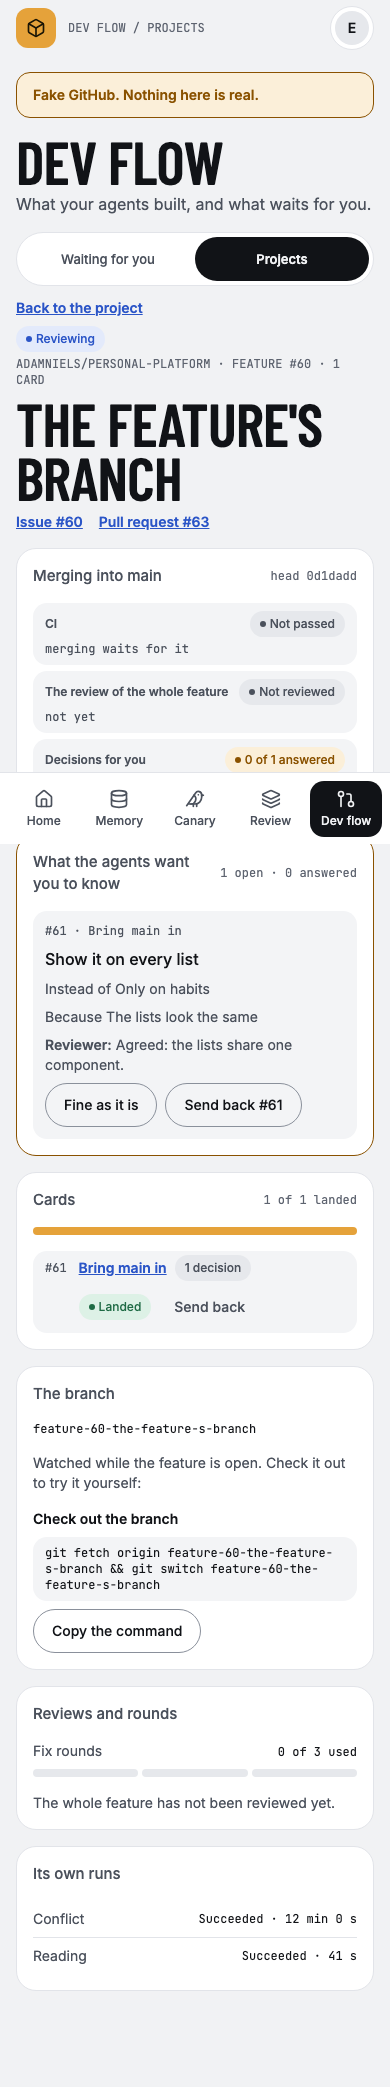 DEV FLOW / PROJECTS
E
Fake GitHub. Nothing here is real.
DEV FLOW
What your agents built, and what waits for you.
Waiting for you
Projects
Back to the project
Reviewing
ADAMNIELS/PERSONAL-PLATFORM · FEATURE #60 · 1
CARD
THE FEATURE'S
BRANCH
Issue #60
Pull request #63
Merging into main
head 0d1dadd
CI
Not passed
merging waits for it
The review of the whole feature
Not reviewed
not yet
Decisions for you
0 of 1 answered
Home
Memory
Canary
Review
Dev flow
What the agents want
you to know
1 open · 0 answered
#61 · Bring main in
Show it on every list
Instead of Only on habits
Because The lists look the same
Reviewer: Agreed: the lists share one
component.
Fine as it is
Send back #61
Cards
1 of 1 landed
#61
Bring main in
1 decision
Landed
Send back
The branch
feature-60-the-feature-s-branch
Watched while the feature is open. Check it out
to try it yourself:
Check out the branch
git fetch origin feature-60-the-feature-
s-branch && git switch feature-60-the-
feature-s-branch
Copy the command
Reviews and rounds
Fix rounds
0 of 3 used
The whole feature has not been reviewed yet.
Its own runs
Conflict
Succeeded · 12 min 0 s
Reading
Succeeded · 41 s